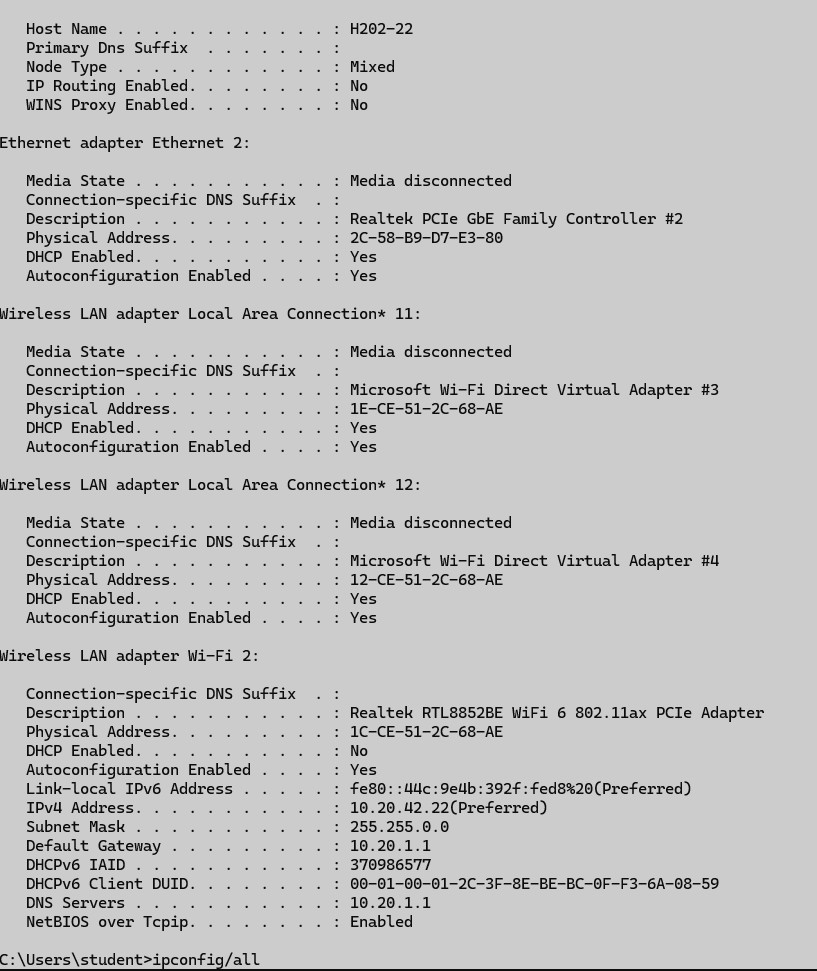 Host Name . . . . . . . . . . . . : H202-22
Primary Dns Suffix  . . . . . . . :
Node Type . . . . . . . . . . . . : Mixed
IP Routing Enabled. . . . . . . . : No
WINS Proxy Enabled. . . . . . . . : No
Ethernet adapter Ethernet 2:
Media State . . . . . . . . . . . : Media disconnected
Connection-specific DNS Suffix  . :
Description . . . . . . . . . . . : Realtek PCIe GbE Family Controller #2
Physical Address. . . . . . . . . : 2C-58-B9-D7-E3-80
DHCP Enabled. . . . . . . . . . . : Yes
Autoconfiguration Enabled . . . . : Yes
Wireless LAN adapter Local Area Connection* 11:
Media State . . . . . . . . . . . : Media disconnected
Connection-specific DNS Suffix  . :
Description . . . . . . . . . . . : Microsoft Wi-Fi Direct Virtual Adapter #3
Physical Address. . . . . . . . . : 1E-CE-51-2C-68-AE
DHCP Enabled. . . . . . . . . . . : Yes
Autoconfiguration Enabled . . . . : Yes
Wireless LAN adapter Local Area Connection* 12:
Media State . . . . . . . . . . . : Media disconnected
Connection-specific DNS Suffix  . :
Description . . . . . . . . . . . : Microsoft Wi-Fi Direct Virtual Adapter #4
Physical Address. . . . . . . . . : 12-CE-51-2C-68-AE
DHCP Enabled. . . . . . . . . . . : Yes
Autoconfiguration Enabled . . . . : Yes
Wireless LAN adapter Wi-Fi 2:
Connection-specific DNS Suffix  . :
Description . . . . . . . . . . . : Realtek RTL8852BE WiFi 6 802.11ax PCIe Adapter
Physical Address. . . . . . . . . : 1C-CE-51-2C-68-AE
DHCP Enabled. . . . . . . . . . . : No
Autoconfiguration Enabled . . . . : Yes
Link-local IPv6 Address . . . . . : fe80::44c:9e4b:392f:fed8%20(Preferred)
IPv4 Address. . . . . . . . . . . : 10.20.42.22(Preferred)
Subnet Mask . . . . . . . . . . . : 255.255.0.0
Default Gateway . . . . . . . . . : 10.20.1.1
DHCPv6 IAID . . . . . . . . . . . : 370986577
DHCPv6 Client DUID. . . . . . . . : 00-01-00-01-2C-3F-8E-BE-BC-0F-F3-6A-08-59
DNS Servers . . . . . . . . . . . : 10.20.1.1
NetBIOS over Tcpip. . . . . . . . : Enabled
C:\Users\student>ipconfig/all